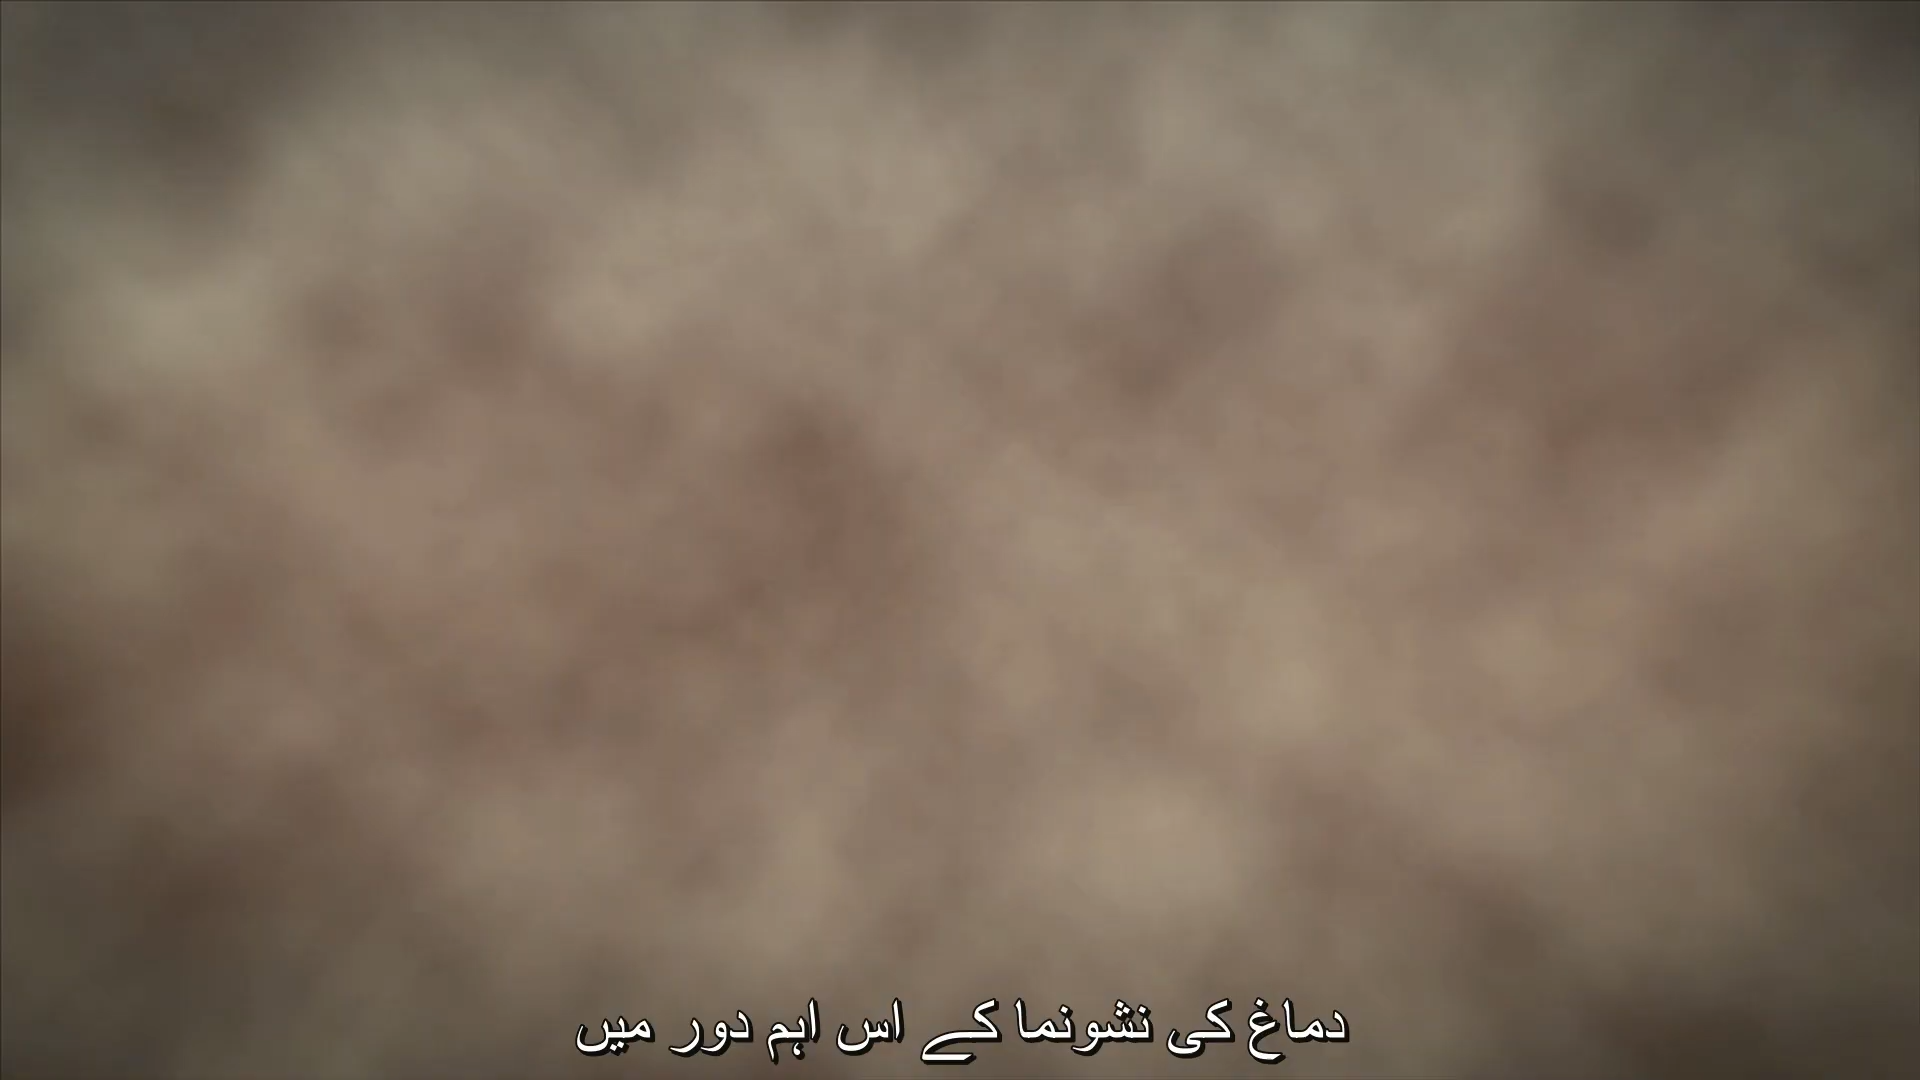 دماغ کی نشونما کے اس اہم دور میں